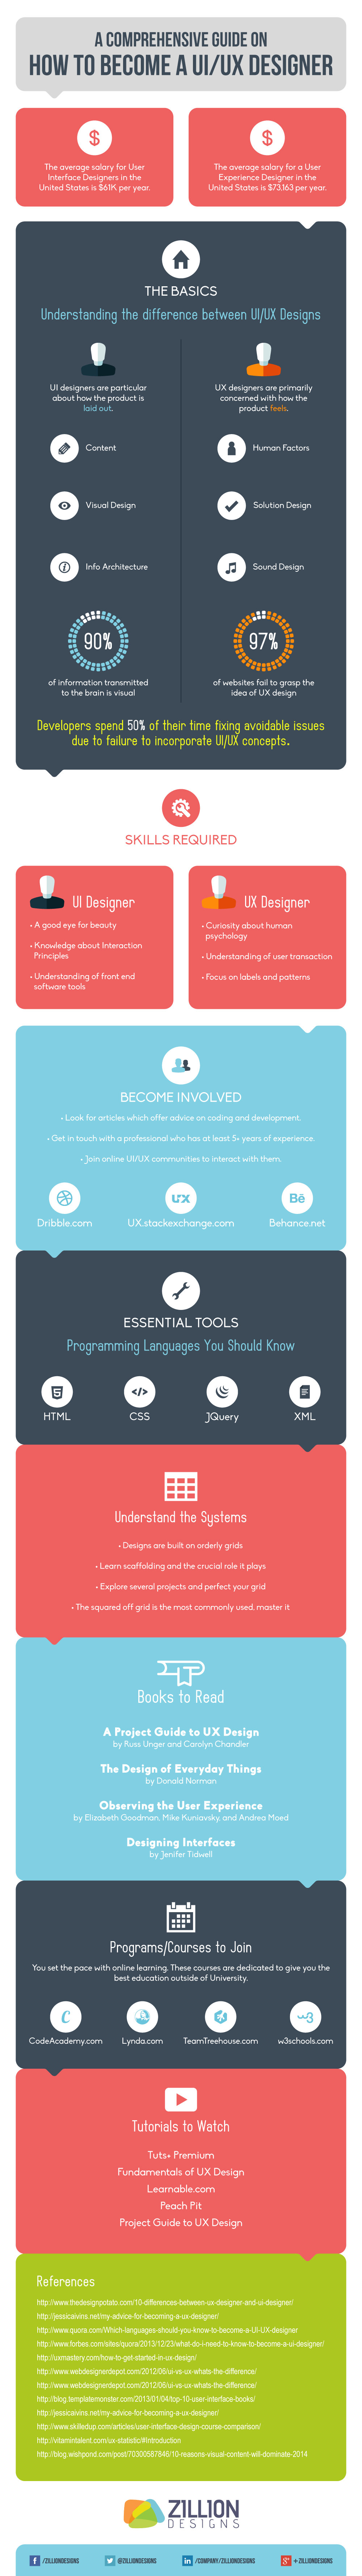 A COMPREHENSIVE GUIDE ON
HOW TO BECOME A UI/UX DESIGNER
$
The average salary for User
Interface Designers in the
United States is $61K per year.
$
The average salary for a User
Experience Designer in the
United States is $73,163 per year.
THE BASICS
Understanding the difference between UI/UX Designs
UI designers are particular
about how the product is
laid out.
Content
Visual Design
Info Architecture
90%
of information transmitted
to the brain is visual
UX designers are primarily
concerned with how the
product feels.
Human Factors
Solution Design
Sound Design
97%
of websites fail to grasp the
idea of UX design
Developers spend 50% of their time fixing avoidable issues
due to failure to incorporate UI/UX concepts.
SKILLS REQUIRED
UI Designer
• A good eye for beauty
• Knowledge about Interaction
Principles
• Understanding of front end
software tools
UX Designer
• Curiosity about human
psychology
• Understanding of user transaction
• Focus on labels and patterns
BECOME INVOLVED
• Look for articles which offer advice on coding and development.
• Get in touch with a professional who has at least 5+ years of experience.
• Join online UI/UX communities to interact with them.
Dribble.com
UX
UX.stackexchange.com
Bē
Behance.net
ESSENTIAL TOOLS
Programming Languages You Should Know
5
HTML
</>
CSS
JQuery
XML
Understand the Systems
• Designs are built on orderly grids
• Learn scaffolding and the crucial role it plays
• Explore several projects and perfect your grid
• The squared off grid is the most commonly used, master it
Books to Read
A Project Guide to UX Design
by Russ Unger and Carolyn Chandler
The Design of Everyday Things
by Donald Norman
Observing the User Experience
by Elizabeth Goodman, Mike Kuniavsky, and Andrea Moed
Designing Interfaces
by Jenifer Tidwell
Programs/Courses to Join
You set the pace with online learning. These courses are dedicated to give you the
best education outside of University.
C
CodeAcademy.com
Lynda.com
TeamTreehouse.com
w3
w3schools.com
Tutorials to Watch
Tuts+ Premium
Fundamentals of UX Design
Learnable.com
Peach Pit
Project Guide to UX Design
References
http://www.thedesignpotato.com/10-differences-between-ux-designer-and-ui-designer/
http://jessicaivins.net/my-advice-for-becoming-a-ux-designer/
http://www.quora.com/Which-languages-should-you-know-to-become-a-UI-UX-designer
http://www.forbes.com/sites/quora/2013/12/23/what-do-i-need-to-know-to-become-a-ui-designer/
http://uxmastery.com/how-to-get-started-in-ux-design/
http://www.webdesignerdepot.com/2012/06/ui-vs-ux-whats-the-difference/
http://www.webdesignerdepot.com/2012/06/ui-vs-ux-whats-the-difference/
http://blog.templatemonster.com/2013/01/04/top-10-user-interface-books/
http://jessicaivins.net/my-advice-for-becoming-a-ux-designer/
http://www.skilledup.com/articles/user-interface-design-course-comparison/
http://vitamintalent.com/ux-statistic/#Introduction
http://blog.wishpond.com/post/70300587846/10-reasons-visual-content-will-dominate-2014
ZILLION
DESIGNS
f /ZILLIONDESIGNS
@ZILLIONDESIGNS
in /COMPANY/ZILLIONDESIGNS
g+ +ZILLIONDESIGNS